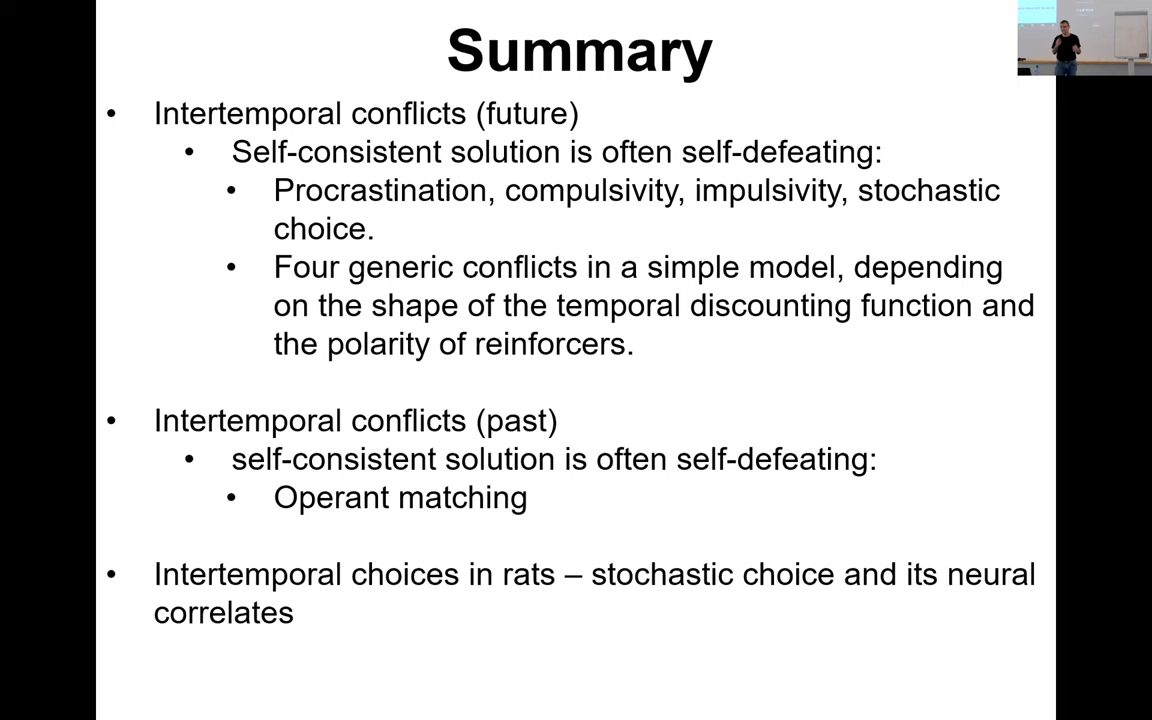 Summary
• Intertemporal conflicts (future)
• Self-consistent solution is often self-defeating:
• Procrastination, compulsivity, impulsivity, stochastic
choice.
• Four generic conflicts in a simple model, depending
on the shape of the temporal discounting function and
the polarity of reinforcers.
• Intertemporal conflicts (past)
• self-consistent solution is often self-defeating:
• Operant matching
• Intertemporal choices in rats – stochastic choice and its neural
correlates